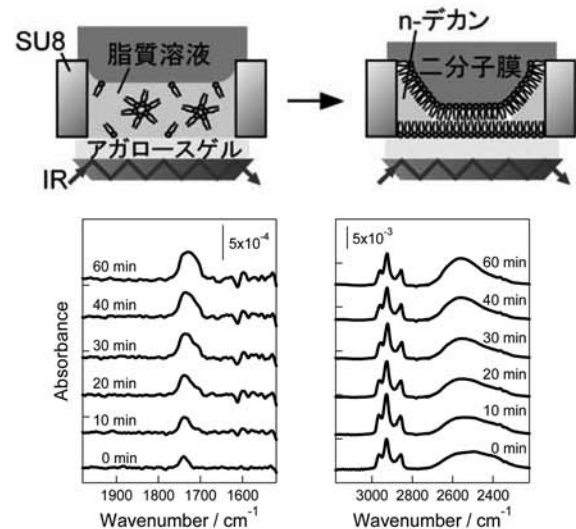 SU8
脂質溶液
アガロースゲル
IR
n-デカン
二分子膜
5x10-4
60 min
40 min
30 min
20 min
10 min
0 min
Absorbance
1900 1800 1700 1600
Wavenumber / cm-1
5x10-3
60 min
40 min
30 min
20 min
10 min
0 min
3000 2800 2600 2400 2200
Wavenumber / cm-1